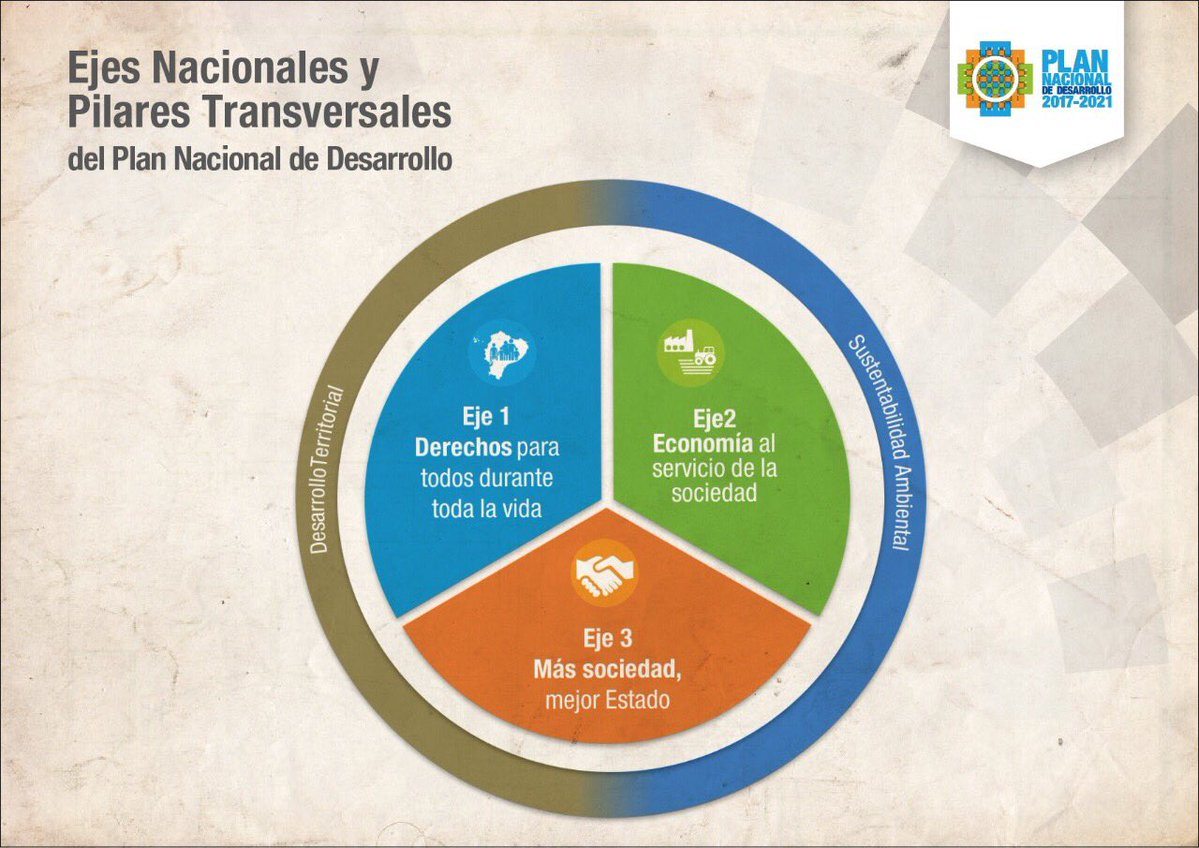 Ejes Nacionales y
Pilares Transversales
del Plan Nacional de Desarrollo
PLAN
NACIONAL
DE DESARROLLO
2017-2021
DesarrolloTerritorial
Sustentabilidad Ambiental
Eje 1
Derechos para
todos durante
toda la vida
Eje2
Economía al
servicio de la
sociedad
Eje 3
Más sociedad,
mejor Estado